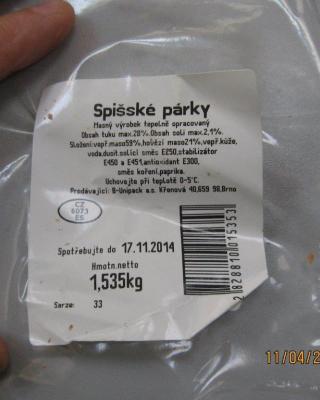 Spišské párky
Masný výrobek tepelně opracovaný
Obsah tuku max.28%.Obsah soli max.2,4%.
Složení:vepř.maso59%,hovězí maso21%,vepř.kůže,
voda,dusit.solící směs E250,stabilizátor
E450 a E451,antioxidant E300,
směs koření,paprika.
Uchovejte při teplotě 0-5°C.
Prodávající: B-Unipack a.s. Křenová 40,659 98,Brno
CZ
6073
ES
Spotřebujte do 17.11.2014
Hmotn.netto
1,535kg
Šarže: 33
2828810015353
11/04/2